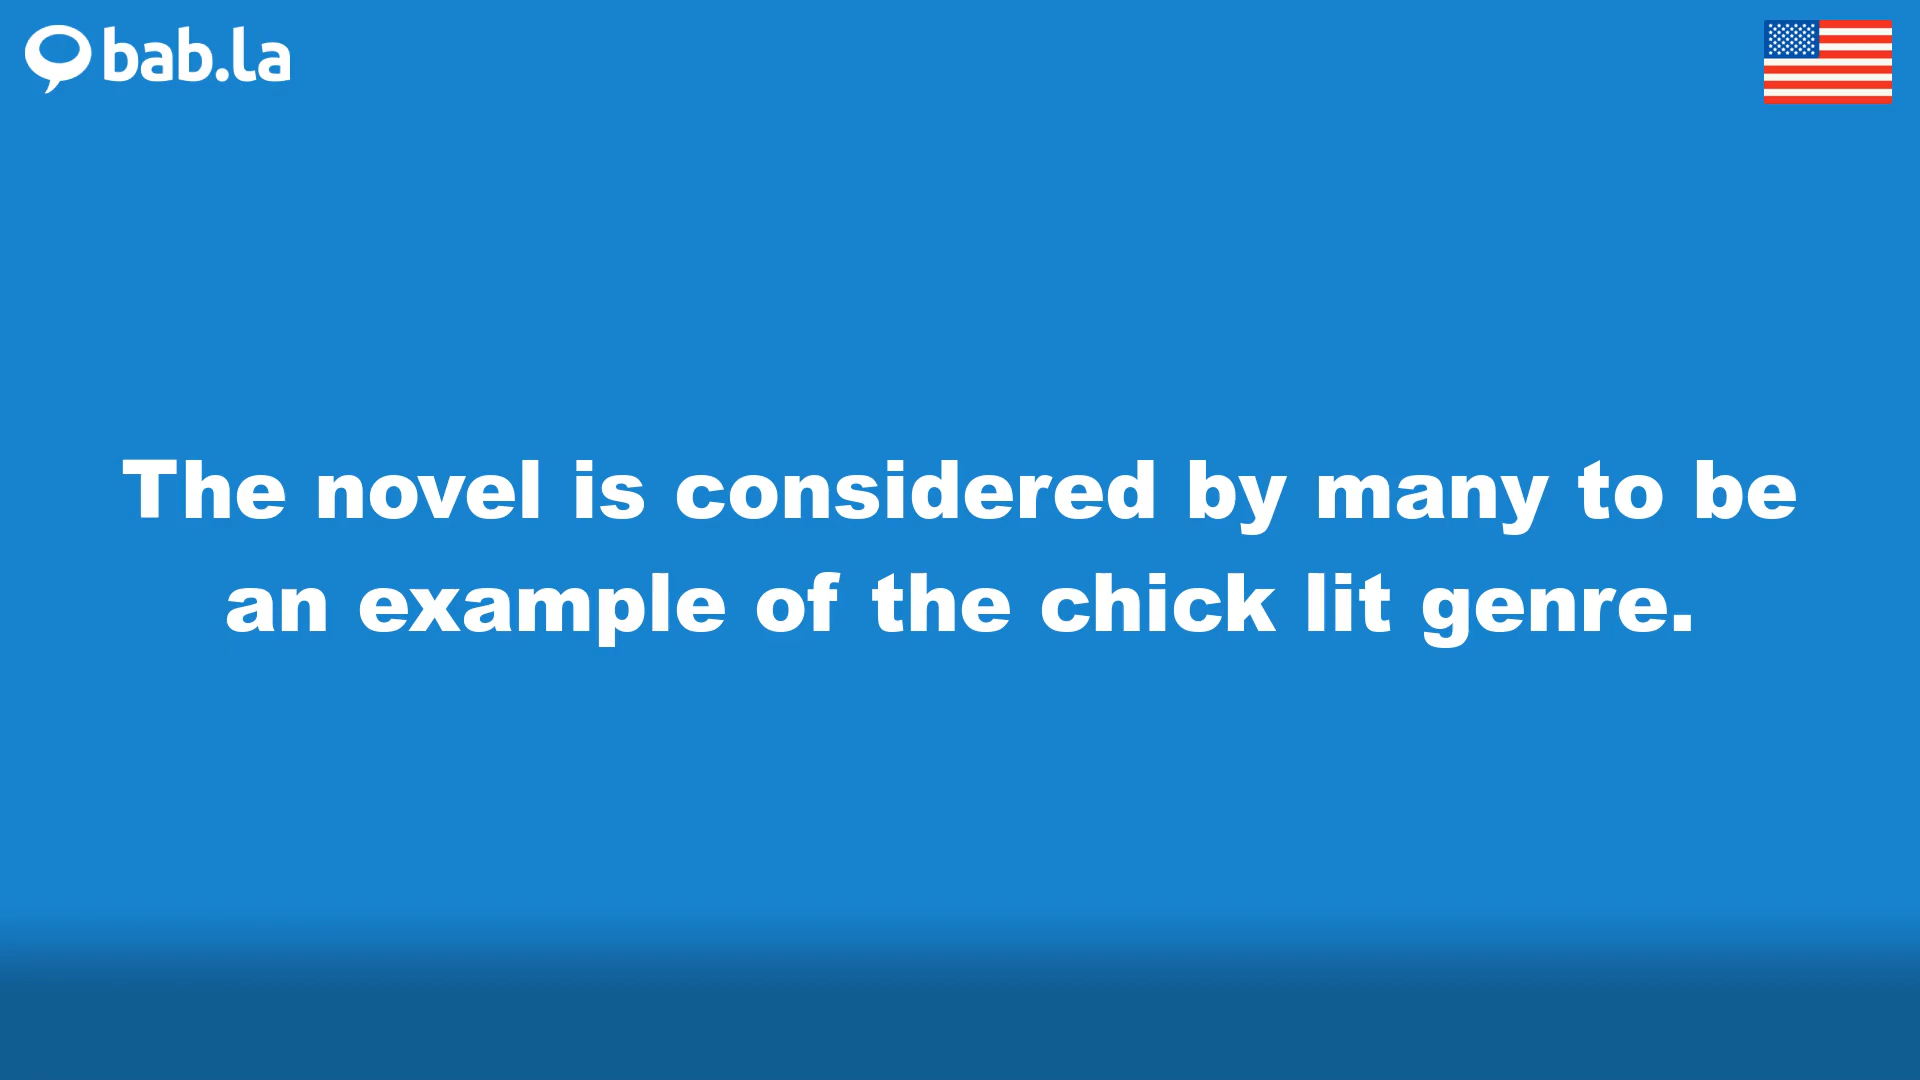 bab.la
The novel is considered by many to be
an example of the chick lit genre.